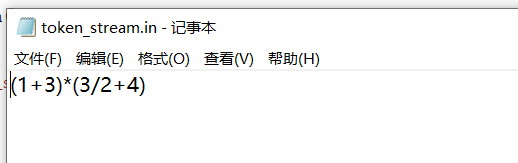 token_stream.in - 记事本
文件(F) 编辑(E) 格式(O) 查看(V) 帮助(H)
(1+3)*(3/2+4)